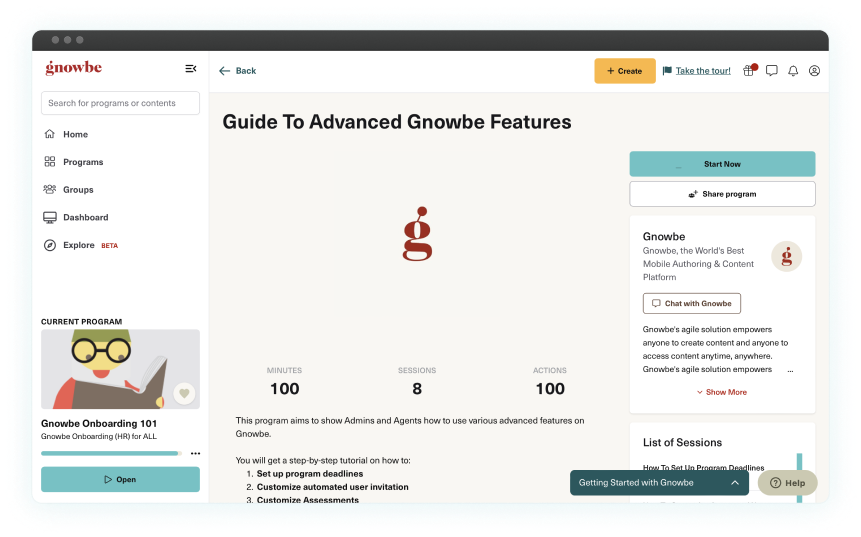 gnowbe
Back
+ Create
Take the tour!
Search for programs or contents
Home
Programs
Groups
Dashboard
Explore BETA
CURRENT PROGRAM
Gnowbe Onboarding 101
Gnowbe Onboarding (HR) for ALL
Open
Guide To Advanced Gnowbe Features
g
MINUTES
100
SESSIONS
8
ACTIONS
100
This program aims to show Admins and Agents how to use various advanced features on
Gnowbe.
You will get a step-by-step tutorial on how to:
1. Set up program deadlines
2. Customize automated user invitation
3. Customize Assessments
Start Now
Share program
Gnowbe
Gnowbe, the World's Best
Mobile Authoring & Content
Platform
g
Chat with Gnowbe
Gnowbe's agile solution empowers
anyone to create content and anyone to
access content anytime, anywhere.
Gnowbe's agile solution empowers ...
Show More
List of Sessions
How To Set Up Program Deadlines
Getting Started with Gnowbe
Help